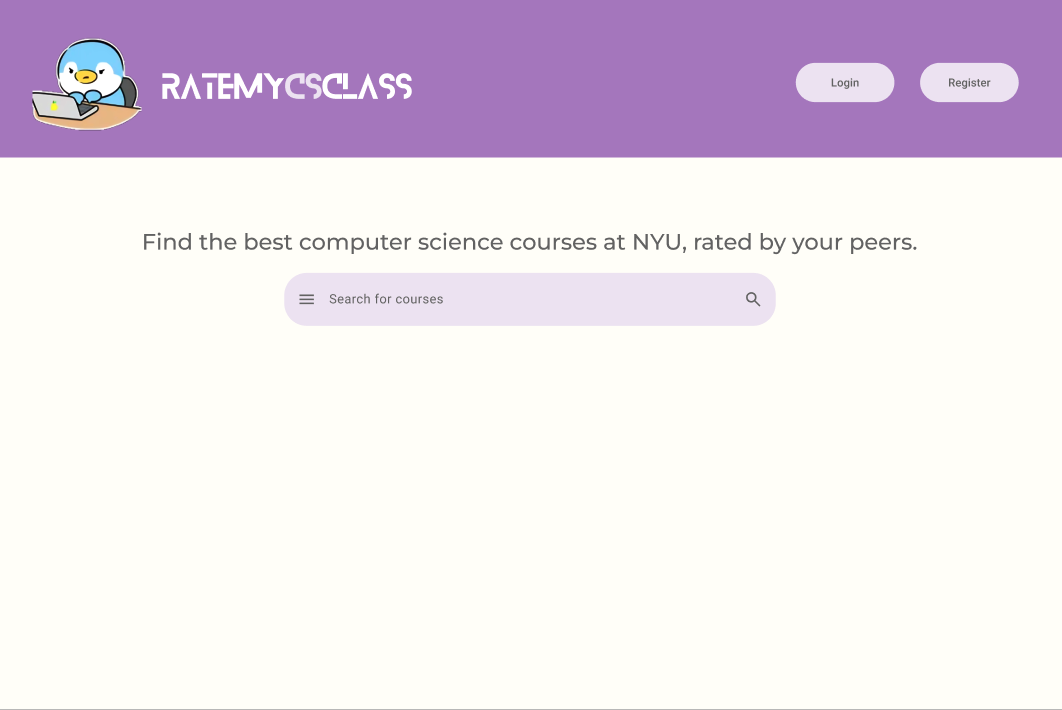 RATEMYCSCLASS
Login
Register
Find the best computer science courses at NYU, rated by your peers.
Search for courses